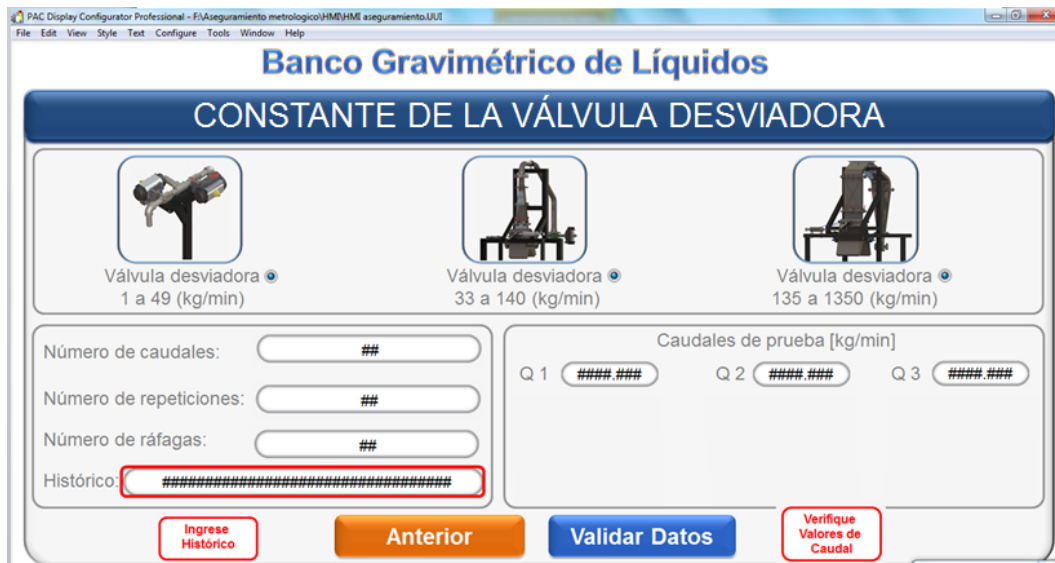 PAC Display Configurator Professional - F:\Aseguramiento metrologico\HMI\HMI aseguramiento.UUI
File Edit View Style Text Configure Tools Window Help
Banco Gravimétrico de Líquidos
CONSTANTE DE LA VÁLVULA DESVIADORA
Válvula desviadora
1 a 49 (kg/min)
Válvula desviadora
33 a 140 (kg/min)
Válvula desviadora
135 a 1350 (kg/min)
Número de caudales: ##
Número de repeticiones: ##
Número de ráfagas: ##
Histórico: ##################################
Caudales de prueba [kg/min]
Q 1 ####.### Q 2 ####.### Q 3 ####.###
Ingrese
Histórico
Anterior
Validar Datos
Verifique
Valores de
Caudal